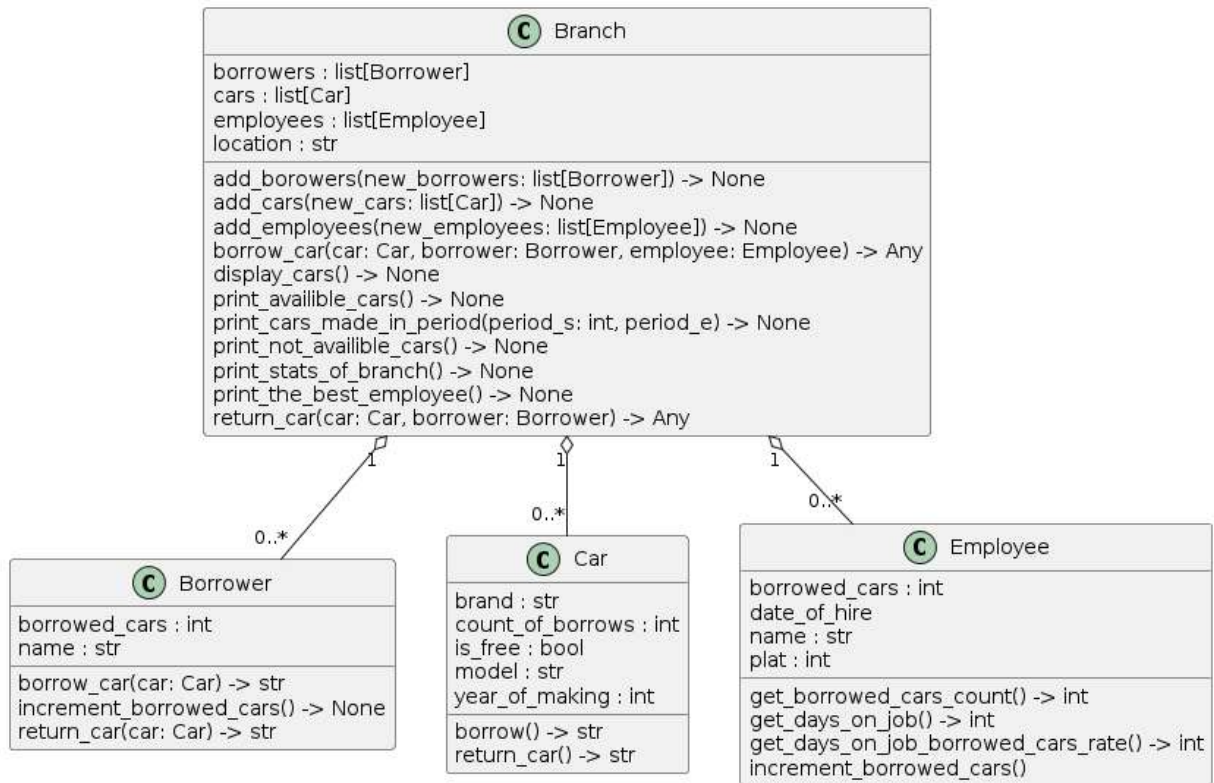 C Branch
borrowers : list[Borrower]
cars : list[Car]
employees : list[Employee]
location : str
add_borowers(new_borrowers: list[Borrower]) -> None
add_cars(new_cars: list[Car]) -> None
add_employees(new_employees: list[Employee]) -> None
borrow_car(car: Car, borrower: Borrower, employee: Employee) -> Any
display_cars() -> None
print_availible_cars() -> None
print_cars_made_in_period(period_s: int, period_e) -> None
print_not_availible_cars() -> None
print_stats_of_branch() -> None
print_the_best_employee() -> None
return_car(car: Car, borrower: Borrower) -> Any
1
1
1
0..*
0..*
0..*
C Borrower
borrowed_cars : int
name : str
borrow_car(car: Car) -> str
increment_borrowed_cars() -> None
return_car(car: Car) -> str
C Car
brand : str
count_of_borrows : int
is_free : bool
model : str
year_of_making : int
borrow() -> str
return_car() -> str
C Employee
borrowed_cars : int
date_of_hire
name : str
plat : int
get_borrowed_cars_count() -> int
get_days_on_job() -> int
get_days_on_job_borrowed_cars_rate() -> int
increment_borrowed_cars()